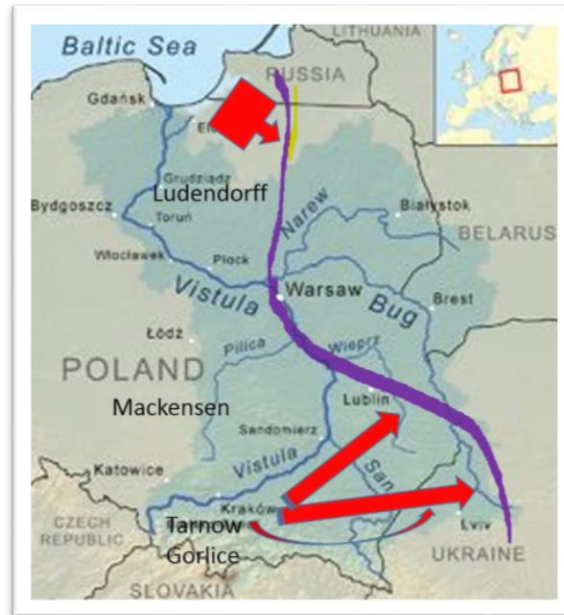 LITHUANIA
Baltic Sea
RUSSIA
Gdańsk
Grudziądz
Ludendorff
Bydgoszcz
Toruń
Narew
Białystok
BELARUS
Włocławek
Płock
Vistula
Warsaw
Bug
Brest
Łódź
Pilica
Wieprz
POLAND
Lublin
Mackensen
Sandomierz
Vistula
San
Katowice
Kraków
Tarnow
Lviv
CZECH
REPUBLIC
Gorlice
UKRAINE
SLOVAKIA